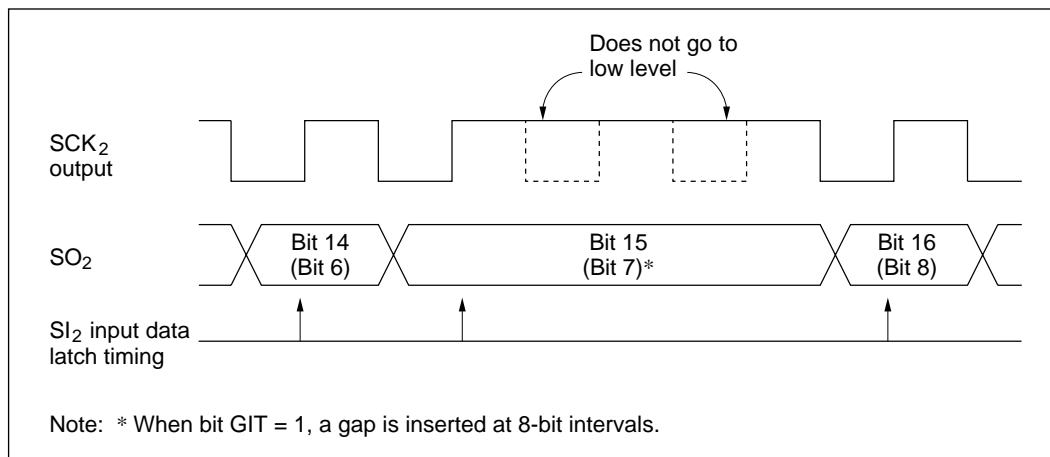 Does not go to
low level
SCK2
output
SO2
Bit 14
(Bit 6)
Bit 15
(Bit 7)*
Bit 16
(Bit 8)
SI2 input data
latch timing
Note: * When bit GIT = 1, a gap is inserted at 8-bit intervals.